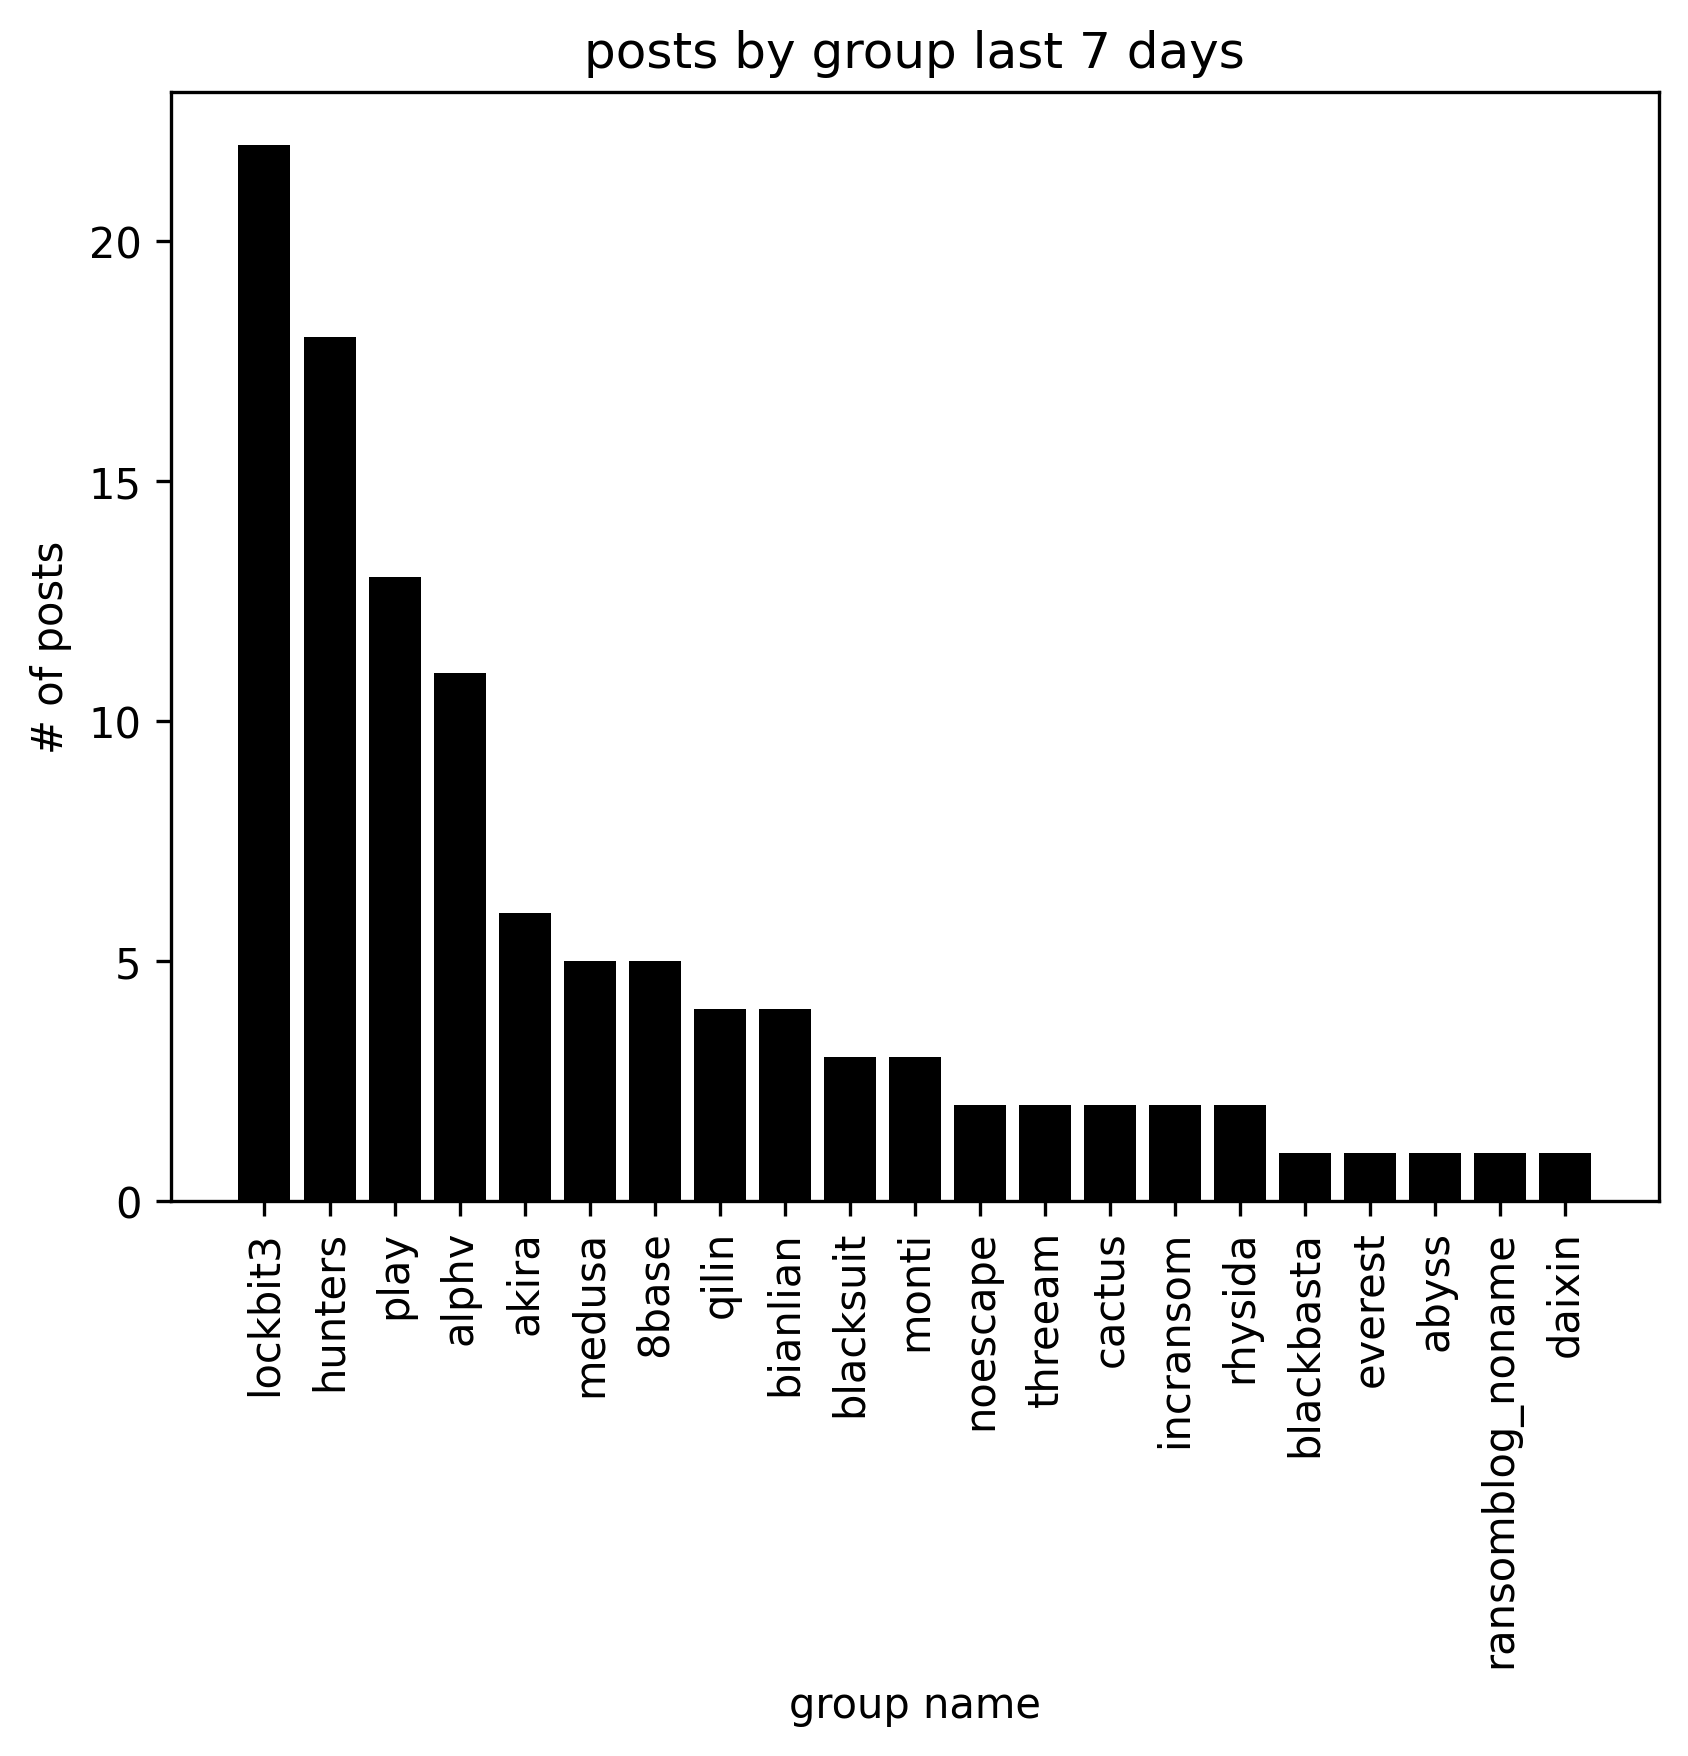 posts by group last 7 days
# of posts
20
15
10
5
0
lockbit3
hunters
play
alphv
akira
medusa
8base
qilin
bianlian
blacksuit
monti
noescape
threeam
cactus
incransom
rhysida
blackbasta
everest
abyss
ransomblog_noname
daixin
group name